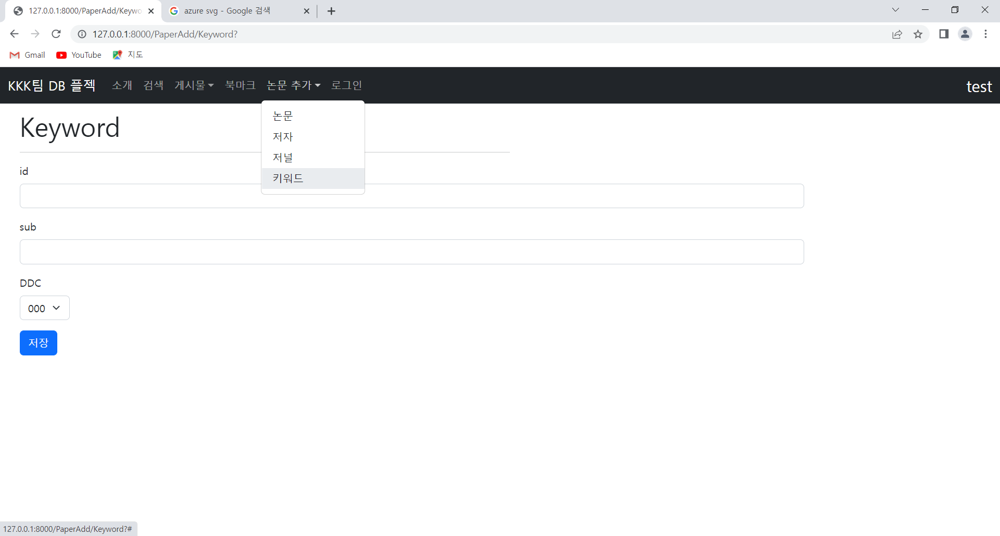 127.0.0.1:8000/PaperAdd/Keywo
azure svg - Google 검색
127.0.0.1:8000/PaperAdd/Keyword?
Gmail YouTube 지도
KKK팀 DB 플젝 소개 검색 게시물 북마크 논문 추가 로그인 test
논문
저자
저널
키워드
Keyword
id
sub
DDC
000
저장
127.0.0.1:8000/PaperAdd/Keyword?#